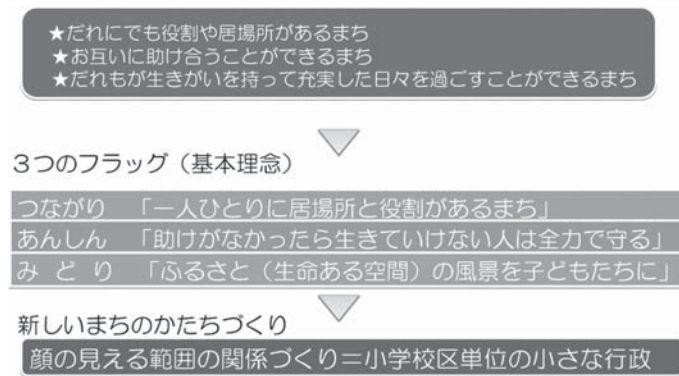 ★だれにでも役割や居場所があるまち
★お互いに助け合うことができるまち
★だれもが生きがいを持って充実した日々を過ごすことができるまち
3つのフラッグ（基本理念）
つながり 「一人ひとりに居場所と役割があるまち」
あんしん 「助けがなかったら生きていけない人は全力で守る」
みどり 「ふるさと（生命ある空間）の風景を子どもたちに」
新しいまちのかたちづくり
顔の見える範囲の関係づくり＝小学校区単位の小さな行政